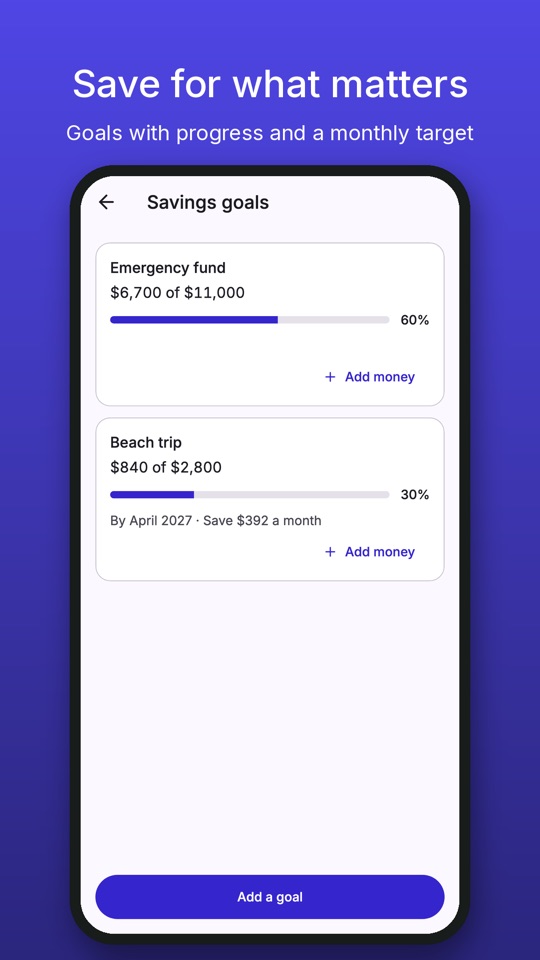 Save for what matters
Goals with progress and a monthly target
Savings goals
Emergency fund
$6,700 of $11,000
60%
+ Add money
Beach trip
$840 of $2,800
30%
By April 2027 · Save $392 a month
+ Add money
Add a goal